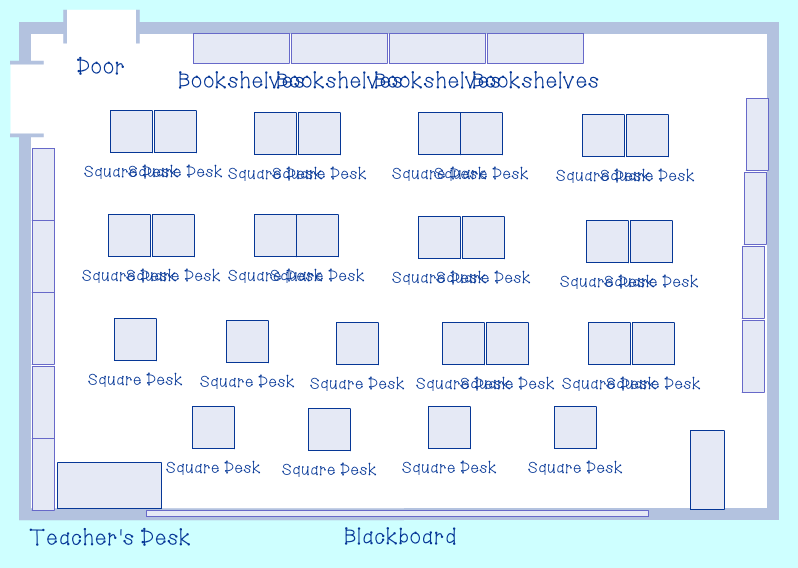 Door
Bookshelves Bookshelves Bookshelves Bookshelves
Square Desk Square Desk Square Desk Square Desk Square Desk Square Desk Square Desk Square Desk
Square Desk Square Desk Square Desk Square Desk Square Desk Square Desk Square Desk Square Desk
Square Desk Square Desk Square Desk Square Desk Square Desk Square Desk Square Desk
Square Desk Square Desk Square Desk Square Desk
Teacher's Desk Blackboard